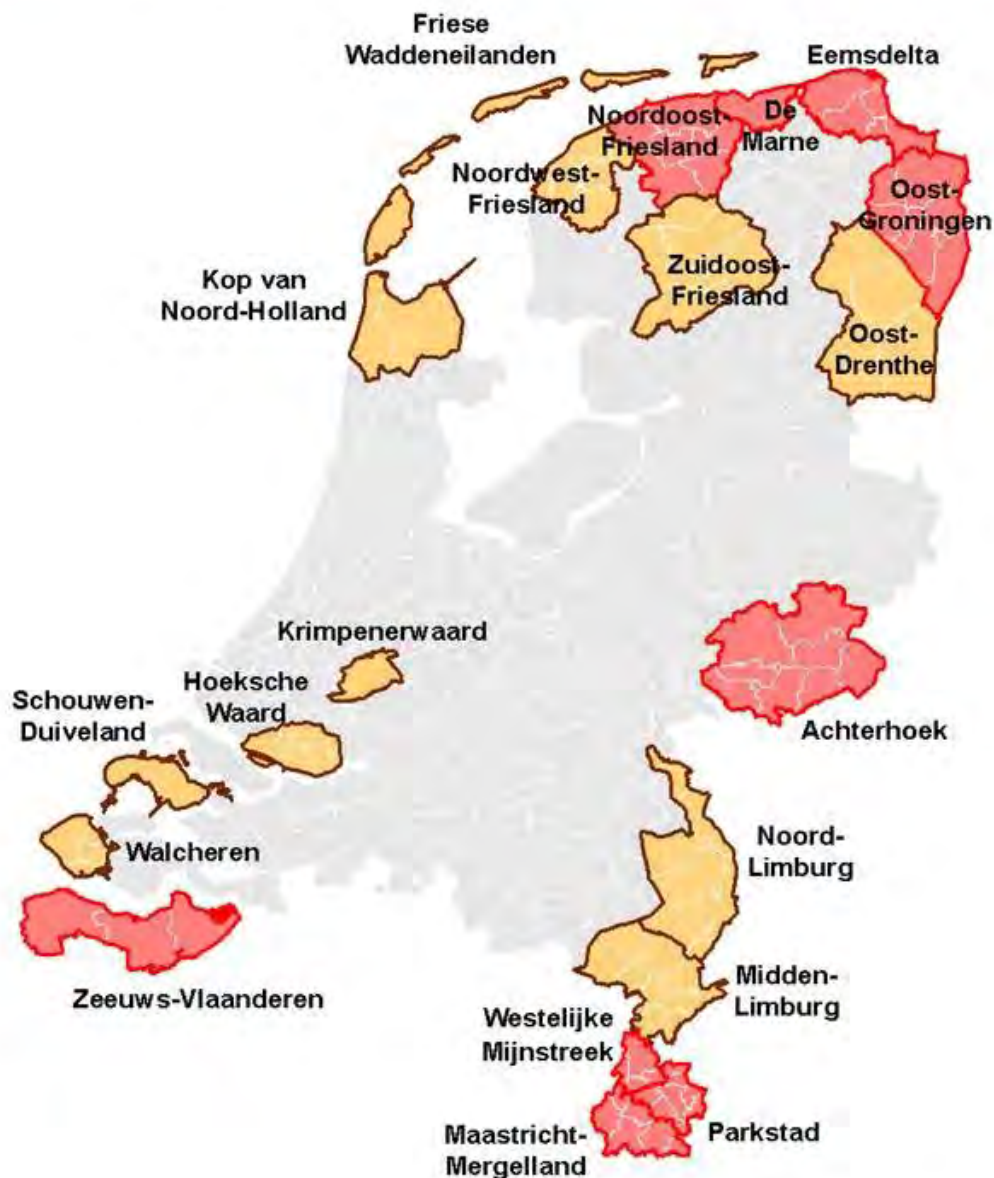 Friese
Waddeneilanden
Eemsdelta
Noordoost-
Friesland
De
Marne
Noordwest-
Friesland
Oost-
Groningen
Kop van
Noord-Holland
Zuidoost-
Friesland
Oost-
Drenthe
Krimpenerwaard
Hoeksche
Waard
Schouwen-
Duiveland
Achterhoek
Walcheren
Noord-
Limburg
Zeeuws-Vlaanderen
Midden-
Limburg
Westelijke
Mijnstreek
Parkstad
Maastricht-
Mergelland